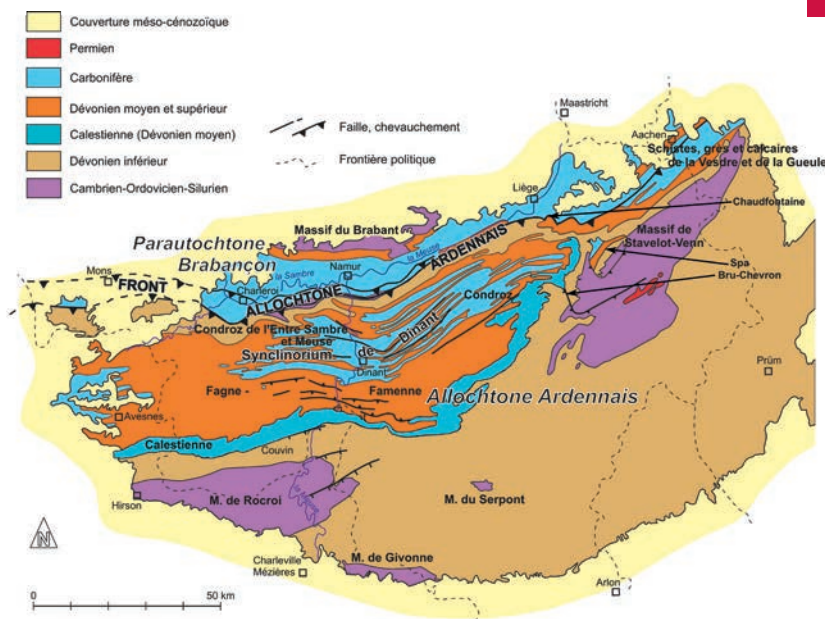 Couverture méso-cénozoïque
Permien
Carbonifère
Dévonien moyen et supérieur
Calestienne (Dévonien moyen)
Dévonien inférieur
Cambrien-Ordovicien-Silurien
Faille, chevauchement
Frontière politique
Maastricht
Aachen
Schistes, grès et calcaires
de la Vesdre et de la Gueule
Liège
Chaudfontaine
Massif du Brabant
Massif de
Stavelot-Venn
Parautochtone
Brabançon
la Meuse
ARDENNAIS
Spa
Bru-Chevron
la Sambre
Namur
Mons
FRONT
Charleroi
ALLOCHTONE
Condroz
Condroz de l'Entre Sambre
et Meuse
Synclinorium
de
Dinant
Dinant
Prüm
Fagne -
Famenne
Allochtone Ardennais
Avesnes
Calestienne
Couvin
Hirson
M. de Rocroi
la Meuse
M. du Serpont
N
M. de Givonne
Charleville
Mézières
Arlon
0
50 km